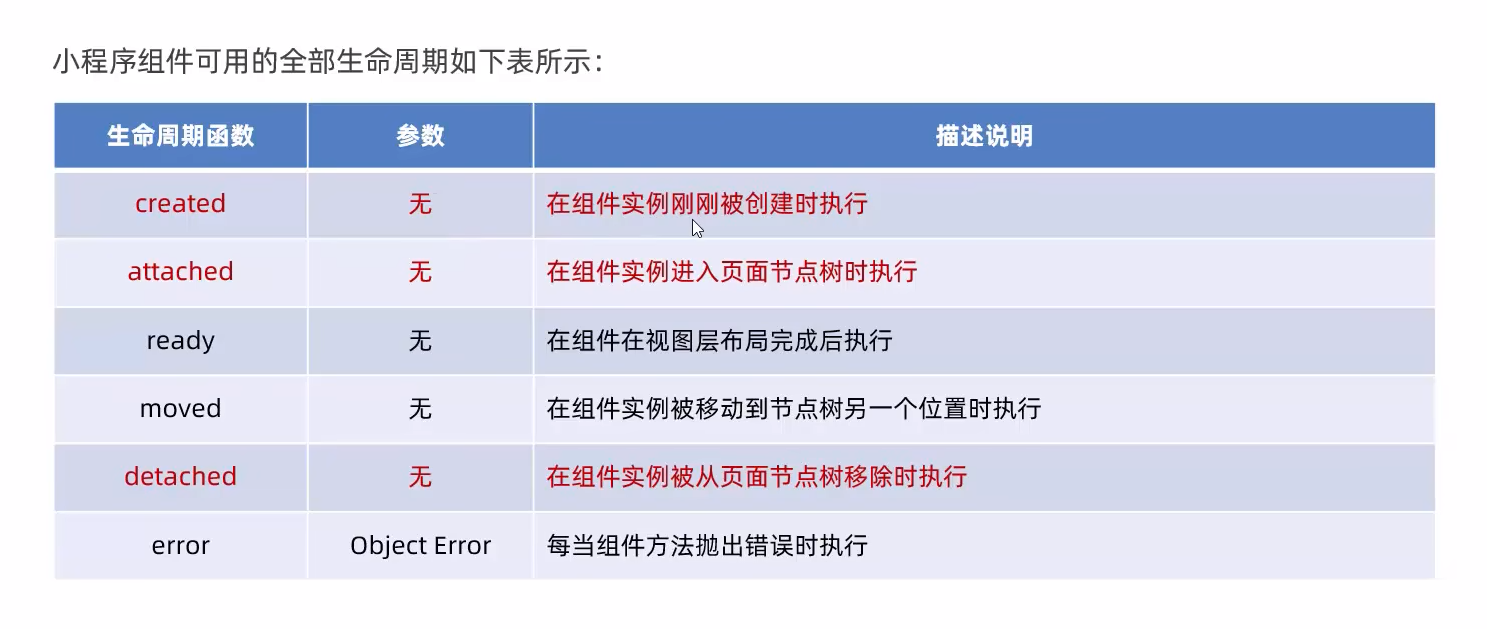 小程序组件可用的全部生命周期如下表所示：
生命周期函数 参数 描述说明
created 无 在组件实例刚刚被创建时执行
attached 无 在组件实例进入页面节点树时执行
ready 无 在组件在视图层布局完成后执行
moved 无 在组件实例被移动到节点树另一个位置时执行
detached 无 在组件实例被从页面节点树移除时执行
error Object Error 每当组件方法抛出错误时执行